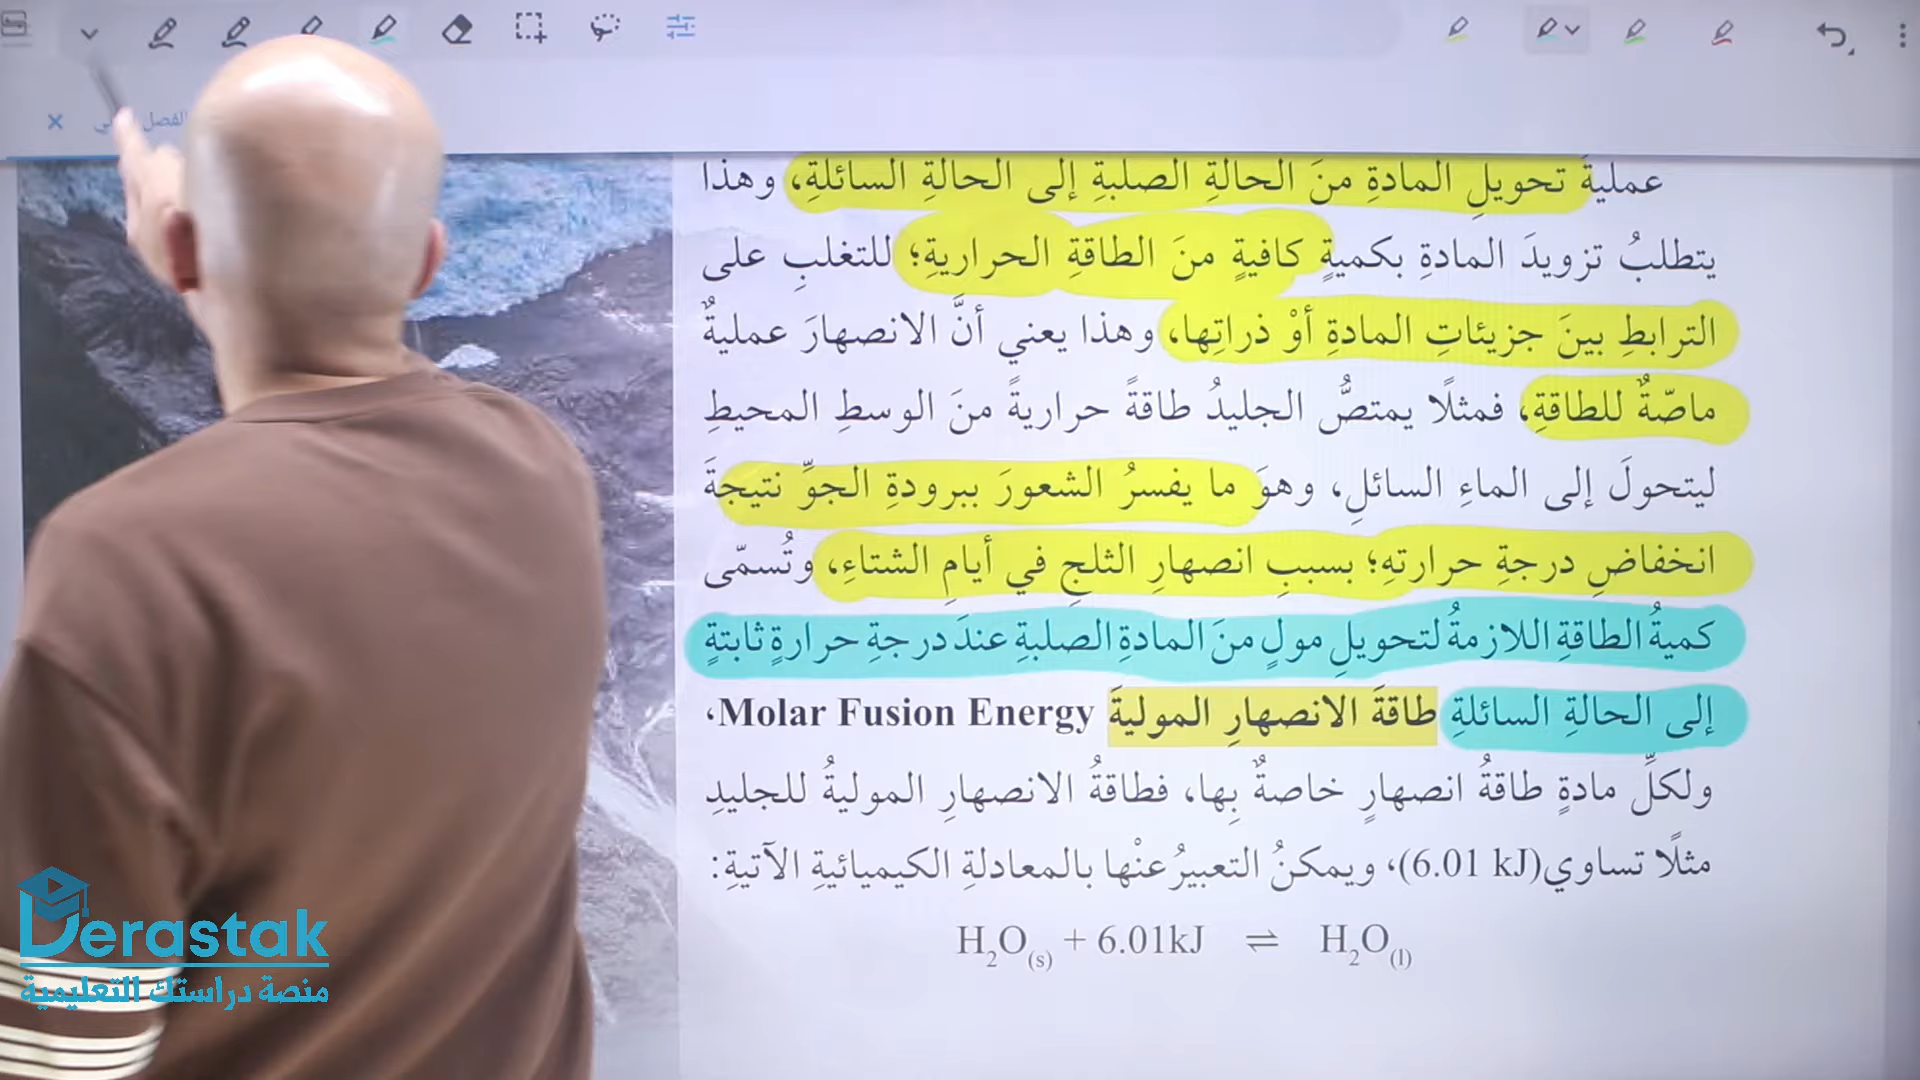 الفصل
عملية تحويلِ المادةِ منَ الحالةِ الصلبةِ إلى الحالةِ السائلةِ، وهذا
يتطلبُ تزويدَ المادةِ بكميةٍ كافيةٍ منَ الطاقةِ الحراريةِ؛ للتغلبِ على
الترابطِ بينَ جزيئاتِ المادةِ أوْ ذراتِها، وهذا يعني أنَّ الانصهارَ عمليةٌ
ماصّةٌ للطاقةِ، فمثلًا يمتصُّ الجليدُ طاقةً حراريةً منَ الوسطِ المحيطِ
ليتحولَ إلى الماءِ السائلِ، وهوَ ما يفسرُ الشعورَ ببرودةِ الجوِّ نتيجةَ
انخفاضِ درجةِ حرارتهِ؛ بسببِ انصهارِ الثلجِ في أيامِ الشتاءِ، وتُسمّى
كميةُ الطاقةِ اللازمةُ لتحويلِ مولٍ منَ المادةِ الصلبةِ عندَ درجةِ حرارةٍ ثابتةٍ
إلى الحالةِ السائلةِ طاقةَ الانصهارِ الموليةَ Molar Fusion Energy،
ولكلِّ مادةٍ طاقةُ انصهارٍ خاصةٌ بِها، فطاقةُ الانصهارِ الموليةُ للجليدِ
مثلًا تساوي (6.01 kJ)، ويمكنُ التعبيرُ عنْها بالمعادلةِ الكيميائيةِ الآتيةِ:
H₂O(s) + 6.01kJ ⇌ H₂O(l)
Derastak
منصة دراستك التعليمية